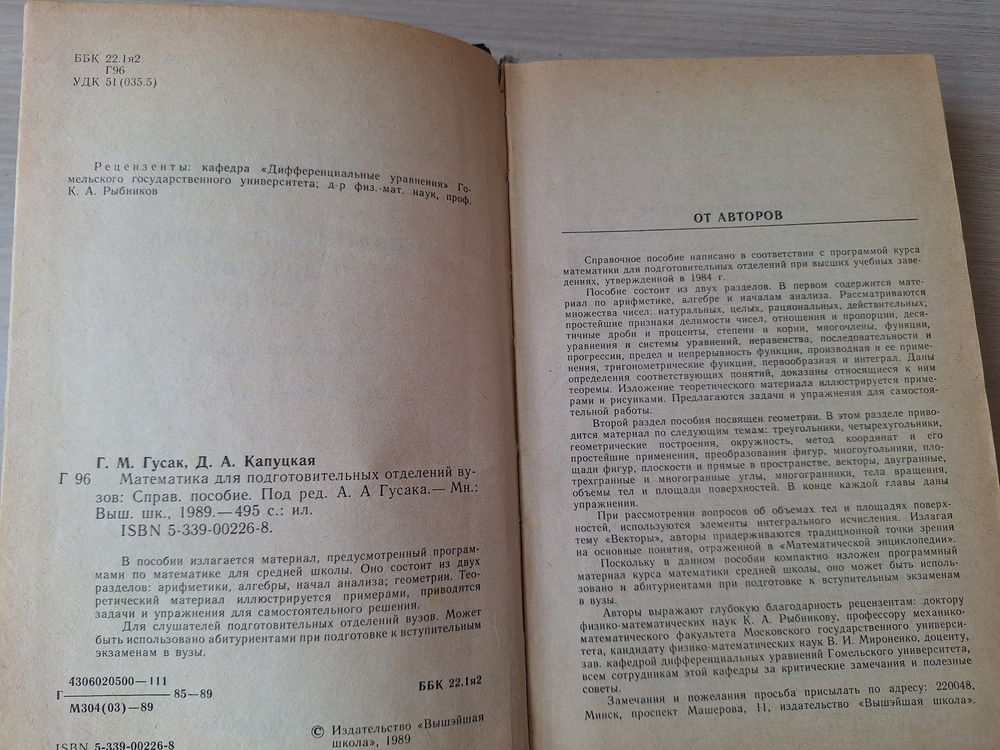 ББК 22.1я2
Г96
УДК 51(035.5)
Рецензенты: кафедра «Дифференциальные уравнения» Го-
мельского государственного университета; д-р физ.-мат. наук, проф.
К. А. Рыбников
Г. М. Гусак, Д. А. Капуцкая
Г 96 Математика для подготовительных отделений ву-
зов: Справ. пособие. Под ред. А. А Гусака.— Мн.:
Выш. шк., 1989.—495 с.: ил.
ISBN 5-339-00226-8.
В пособии излагается материал, предусмотренный програм-
мами по математике для средней школы. Оно состоит из двух
разделов: арифметики, алгебры, начал анализа; геометрии. Тео-
ретический материал иллюстрируется примерами, приводятся
задачи и упражнения для самостоятельного решения.
Для слушателей подготовительных отделений вузов. Может
быть использовано абитуриентами при подготовке к вступительным
экзаменам в вузы.
4306020500—111
Г 85—89
М304(03)—89
ББК 22.1я2
© Издательство «Вышэйшая
школа», 1989
ISBN 5-339-00226-8
ОТ АВТОРОВ
Справочное пособие написано в соответствии с программой курса
математики для подготовительных отделений при высших учебных заве-
дениях, утвержденной в 1984 г.
Пособие состоит из двух разделов. В первом содержится мате-
риал по арифметике, алгебре и началам анализа. Рассматриваются
множества чисел: натуральных, целых, рациональных, действительных;
простейшие признаки делимости чисел, отношения и пропорции, деся-
тичные дроби и проценты, степени и корни, многочлены, функции,
уравнения и системы уравнений, неравенства, последовательности и
прогрессии, предел и непрерывность функции, производная и ее приме-
нения, тригонометрические функции, первообразная и интеграл. Даны
определения соответствующих понятий, доказаны относящиеся к ним
теоремы. Изложение теоретического материала иллюстрируется приме-
рами и рисунками. Предлагаются задачи и упражнения для самостоя-
тельной работы.
Второй раздел пособия посвящен геометрии. В этом разделе приво-
дится материал по следующим темам: треугольники, четырехугольники,
геометрические построения, окружность, метод координат и его
простейшие применения, преобразования фигур, многоугольники, пло-
щади фигур, плоскости и прямые в пространстве, векторы, двугранные,
трехгранные и многогранные углы, многогранники, тела вращения,
объемы тел и площади поверхностей. В конце каждой главы даны
упражнения.
При рассмотрении вопросов об объемах тел и площадях поверх-
ностей, используются элементы интегрального исчисления. Излагая
тему «Векторы», авторы придерживаются традиционной точки зрения
на основные понятия, отраженной в «Математической энциклопедии».
Поскольку в данном пособии компактно изложен программный
материал курса математики средней школы, оно может быть исполь-
зовано и абитуриентами при подготовке к вступительным экзаменам
в вузы.
Авторы выражают глубокую благодарность рецензентам: доктору
физико-математических наук К. А. Рыбникову, профессору механико-
математического факультета Московского государственного универси-
тета, кандидату физико-математических наук В. И. Мироненко, доценту,
зав. кафедрой дифференциальных уравнений Гомельского университета,
всем сотрудникам этой кафедры за критические замечания и полезные
советы.
Замечания и пожелания просьба присылать по адресу: 220048,
Минск, проспект Машерова, 11, издательство «Вышэйшая школа».